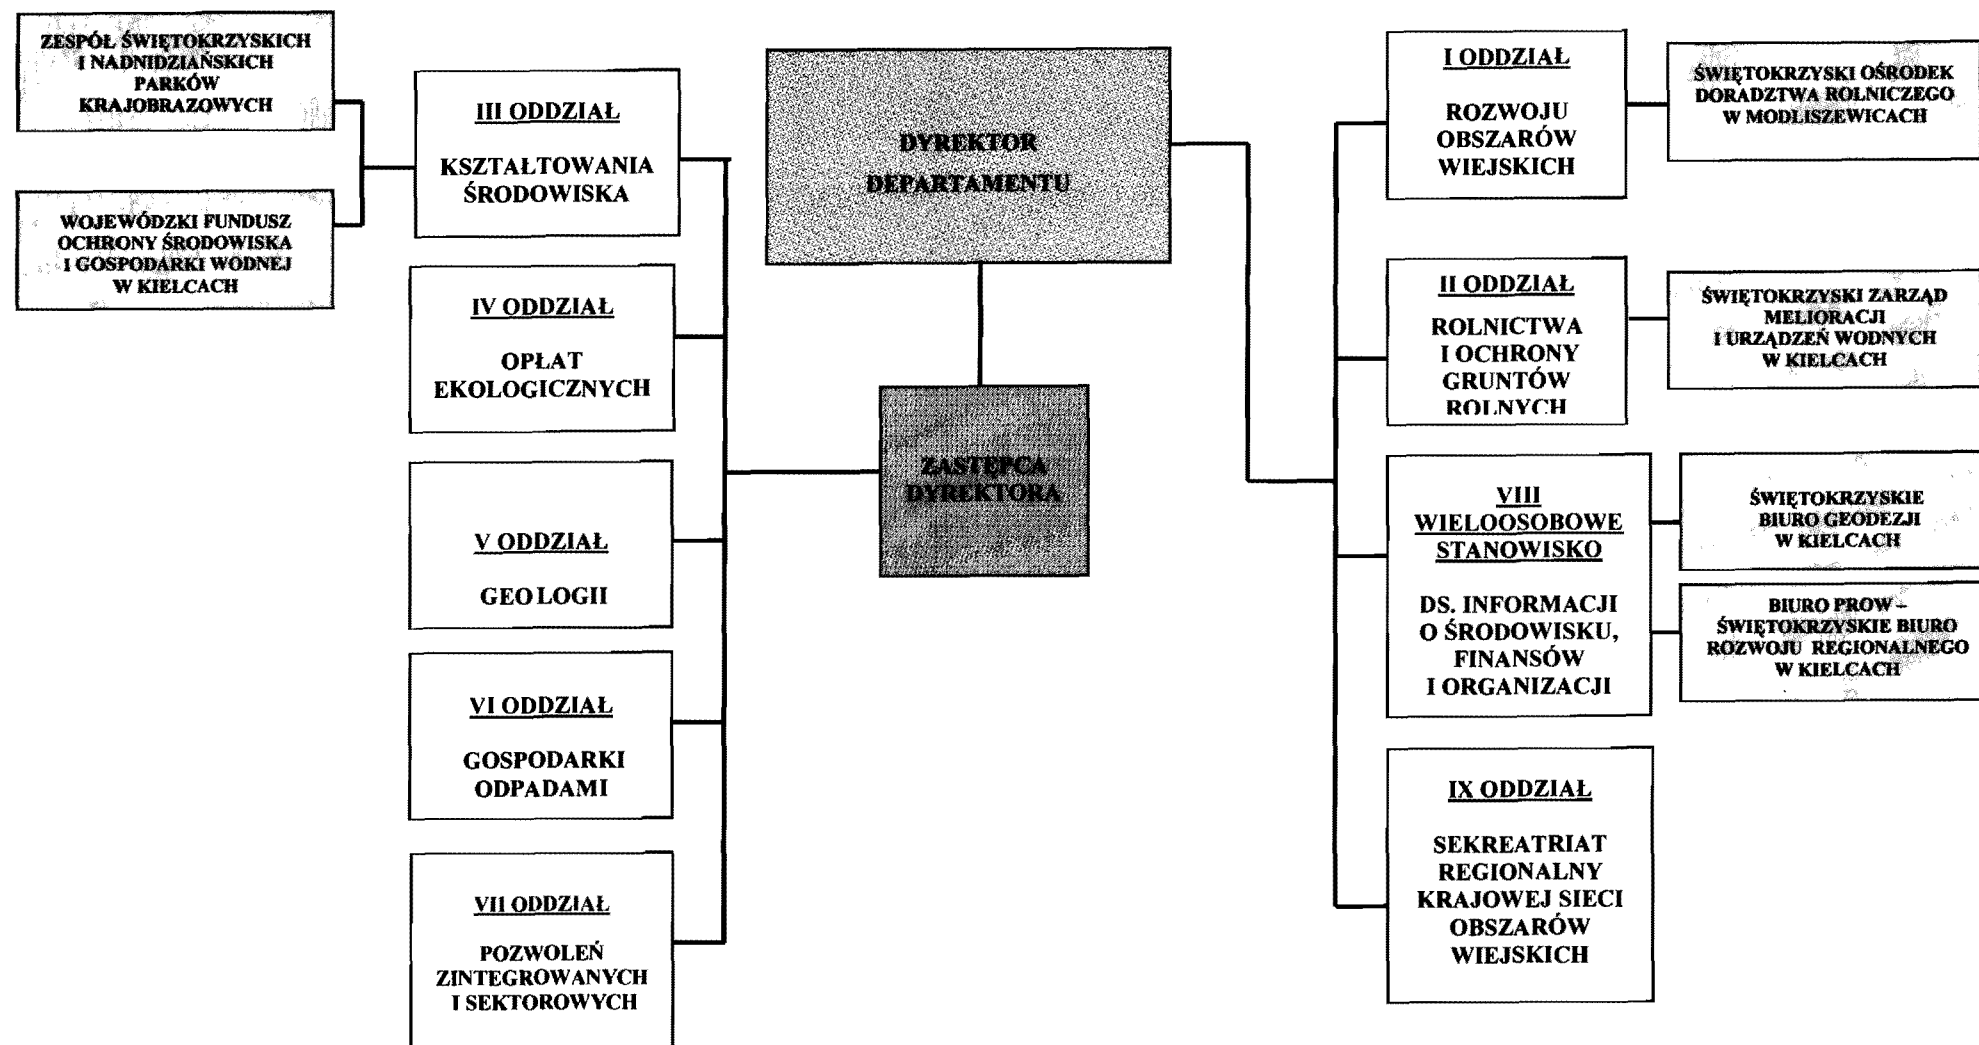 ZESPÓŁ ŚWIĘTOKRZYSKICH
I NADNIDZIAŃSKICH
PARKÓW
KRAJOBRAZOWYCH
WOJEWÓDZKI FUNDUSZ
OCHRONY ŚRODOWISKA
I GOSPODARKI WODNEJ
W KIELCACH
III ODDZIAŁ
KSZTAŁTOWANIA
ŚRODOWISKA
IV ODDZIAŁ
OPŁAT
EKOLOGICZNYCH
V ODDZIAŁ
GEOLOGII
VI ODDZIAŁ
GOSPODARKI
ODPADAMI
VII ODDZIAŁ
POZWOLEŃ
ZINTEGROWANYCH
I SEKTOROWYCH
DYREKTOR
DEPARTAMENTU
ZASTĘPCA
DYREKTORA
I ODDZIAŁ
ROZWOJU
OBSZARÓW
WIEJSKICH
II ODDZIAŁ
ROLNICTWA
I OCHRONY
GRUNTÓW
ROLNYCH
VIII
WIELOOSOBOWE
STANOWISKO
DS. INFORMACJI
O ŚRODOWISKU,
FINANSÓW
I ORGANIZACJI
IX ODDZIAŁ
SEKREATRIAT
REGIONALNY
KRAJOWEJ SIECI
OBSZARÓW
WIEJSKICH
ŚWIĘTOKRZYSKI OŚRODEK
DORADZTWA ROLNICZEGO
W MODLISZEWICACH
ŚWIĘTOKRZYSKI ZARZĄD
MELIORACJI
I URZĄDZEŃ WODNYCH
W KIELCACH
ŚWIĘTOKRZYSKIE
BIURO GEODEZJI
W KIELCACH
BIURO PROW –
ŚWIĘTOKRZYSKIE BIURO
ROZWOJU REGIONALNEGO
W KIELCACH